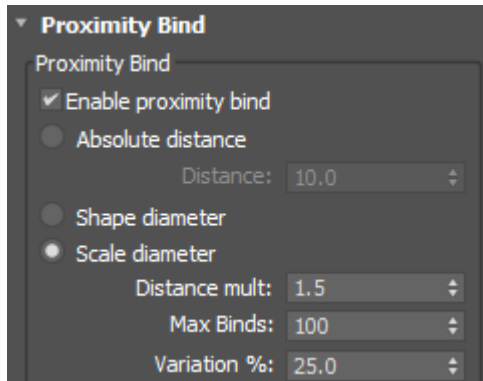 Proximity Bind
Proximity Bind
Enable proximity bind
Absolute distance
Distance: 10.0
Shape diameter
Scale diameter
Distance mult: 1.5
Max Binds: 100
Variation %: 25.0